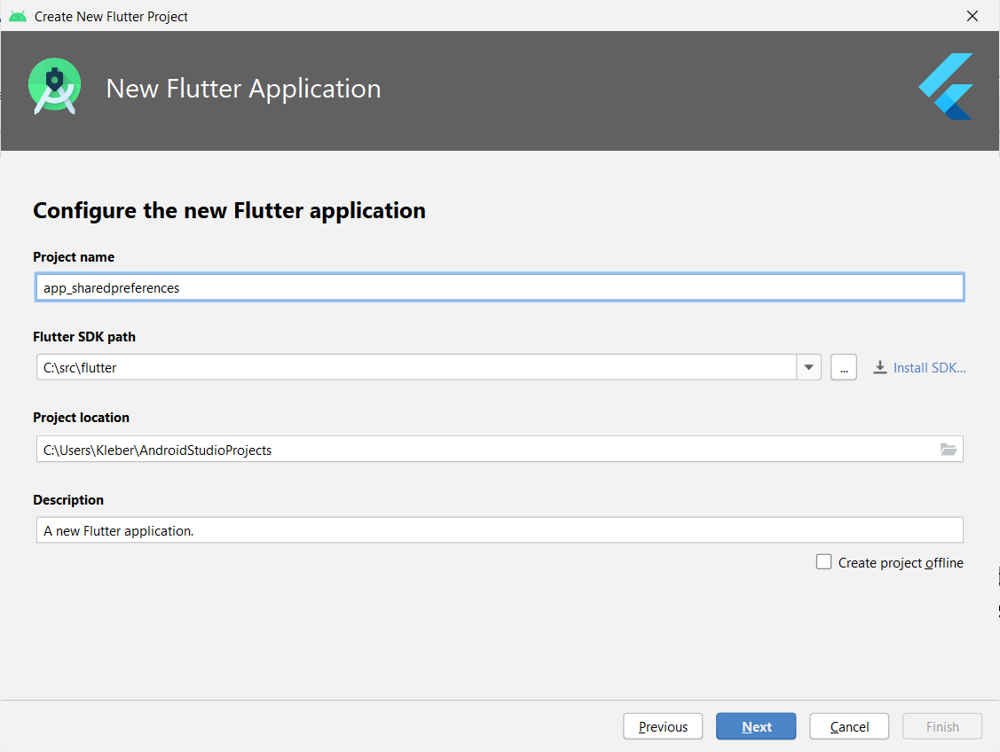 Create New Flutter Project
New Flutter Application
Configure the new Flutter application
Project name
app_sharedpreferences
Flutter SDK path
C:\src\flutter
... Install SDK...
Project location
C:\Users\Kleber\AndroidStudioProjects
Description
A new Flutter application.
Create project offline
Previous Next Cancel Finish